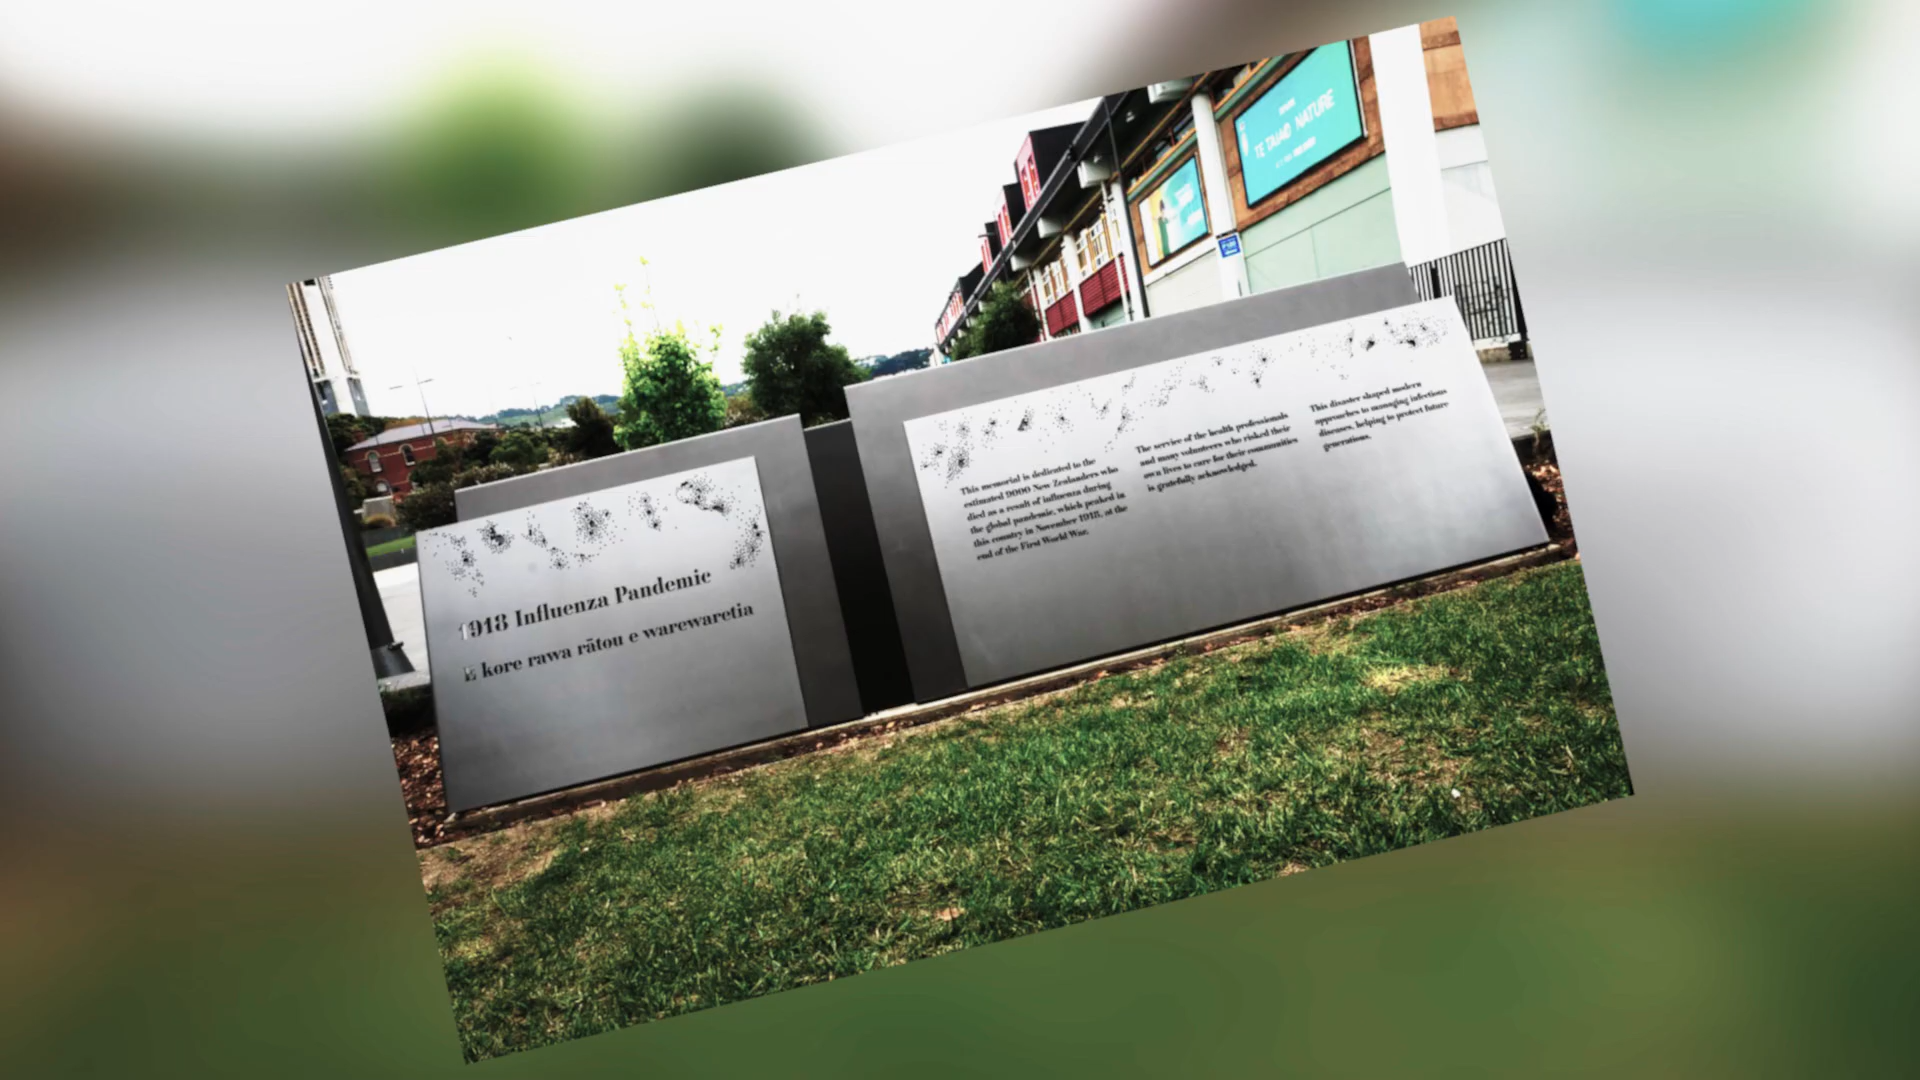 1918 Influenza Pandemic
E kore rawa rātou e warewaretia
This memorial is dedicated to the
estimated 9000 New Zealanders who
died as a result of influenza during
the global pandemic, which peaked in
this country in November 1918, at the
end of the First World War.
The service of the health professionals
and many volunteers who risked their
own lives to care for their communities
is gratefully acknowledged.
This disaster shaped modern
approaches to managing infectious
diseases, helping to protect future
generations.
TE TAIAO NATURE